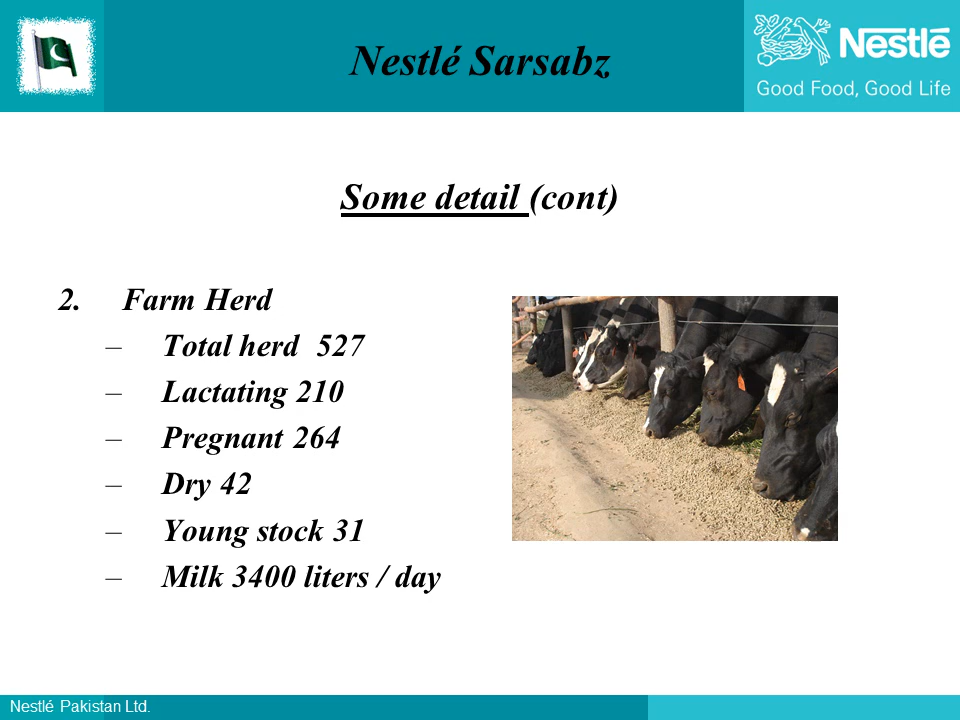 Nestlé Sarsabz
Nestlé
Good Food, Good Life
Some detail (cont)
2. Farm Herd
– Total herd 527
– Lactating 210
– Pregnant 264
– Dry 42
– Young stock 31
– Milk 3400 liters / day
Nestlé Pakistan Ltd.